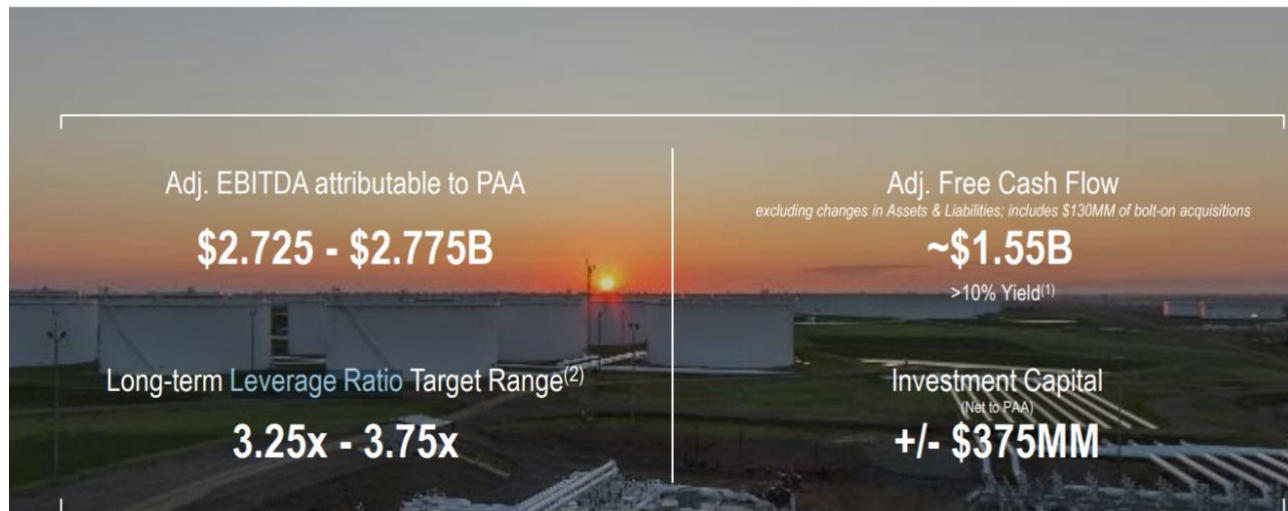 Adj. EBITDA attributable to PAA
$2.725 - $2.775B
Adj. Free Cash Flow
excluding changes in Assets & Liabilities; includes $130MM of bolt-on acquisitions
~$1.55B
>10% Yield(1)
Long-term Leverage Ratio Target Range(2)
3.25x - 3.75x
Investment Capital
(Net to PAA)
+/- $375MM